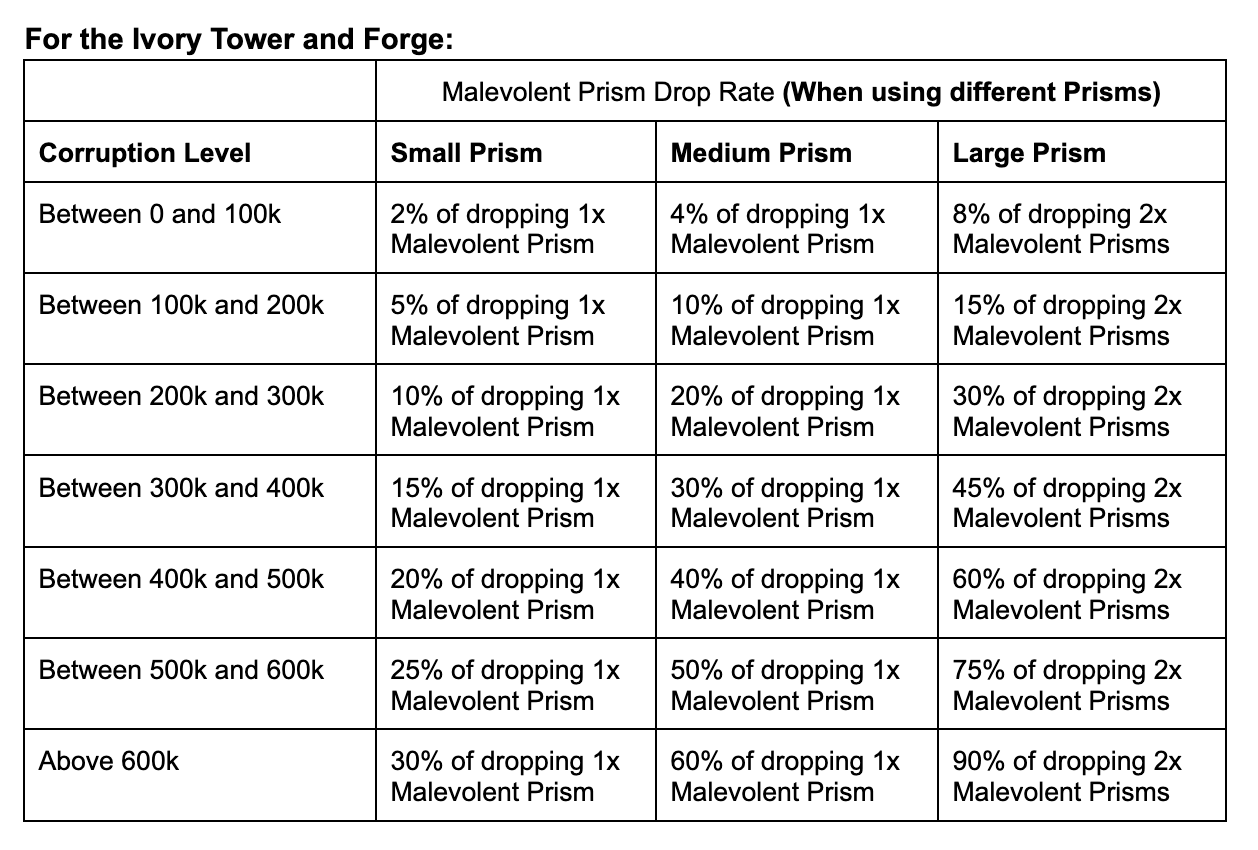 For the Ivory Tower and Forge:
Malevolent Prism Drop Rate (When using different Prisms)
Corruption Level
Small Prism
Medium Prism
Large Prism
Between 0 and 100k
2% of dropping 1x
Malevolent Prism
4% of dropping 1x
Malevolent Prism
8% of dropping 2x
Malevolent Prisms
Between 100k and 200k
5% of dropping 1x
Malevolent Prism
10% of dropping 1x
Malevolent Prism
15% of dropping 2x
Malevolent Prisms
Between 200k and 300k
10% of dropping 1x
Malevolent Prism
20% of dropping 1x
Malevolent Prism
30% of dropping 2x
Malevolent Prisms
Between 300k and 400k
15% of dropping 1x
Malevolent Prism
30% of dropping 1x
Malevolent Prism
45% of dropping 2x
Malevolent Prisms
Between 400k and 500k
20% of dropping 1x
Malevolent Prism
40% of dropping 1x
Malevolent Prism
60% of dropping 2x
Malevolent Prisms
Between 500k and 600k
25% of dropping 1x
Malevolent Prism
50% of dropping 1x
Malevolent Prism
75% of dropping 2x
Malevolent Prisms
Above 600k
30% of dropping 1x
Malevolent Prism
60% of dropping 1x
Malevolent Prism
90% of dropping 2x
Malevolent Prisms